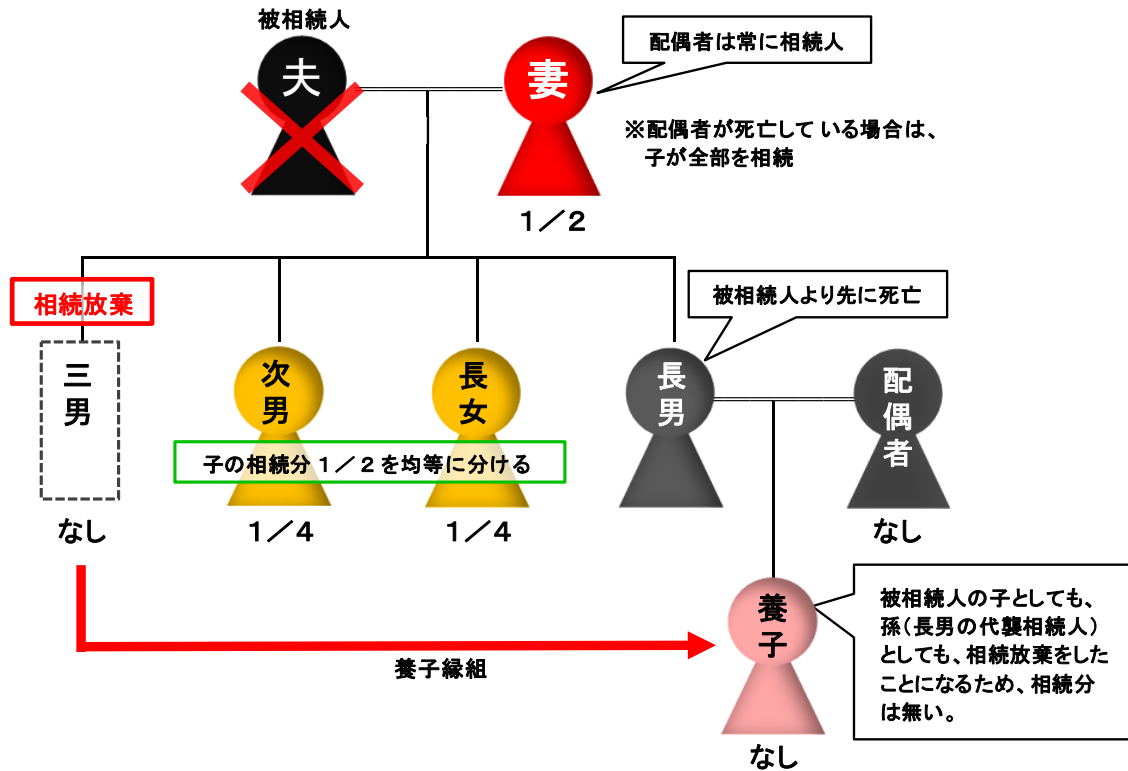 被相続人
夫
妻
配偶者は常に相続人
※配偶者が死亡している場合は、
子が全部を相続
1／2
相続放棄
被相続人より先に死亡
三男
次男
長女
長男
配偶者
子の相続分1／2を均等に分ける
なし
1／4
1／4
なし
養子縁組
養子
被相続人の子としても、
孫（長男の代襲相続人）
としても、相続放棄をした
ことになるため、相続分
は無い。
なし